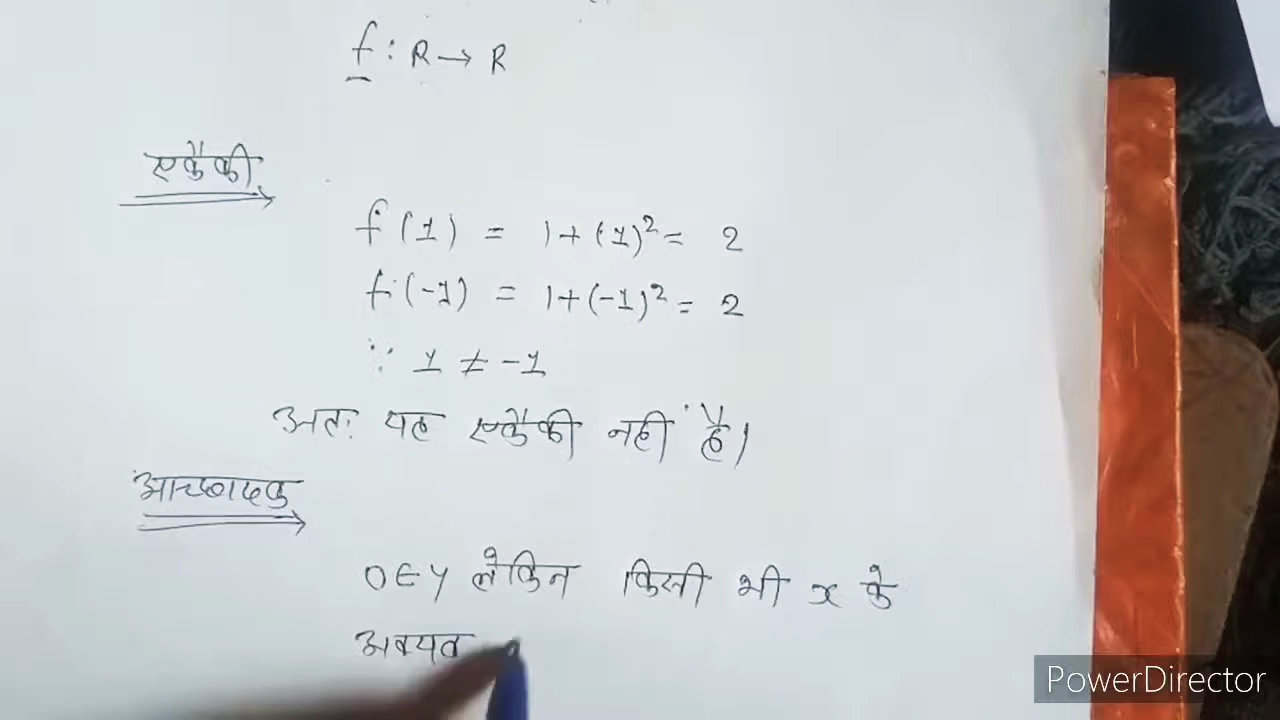 f : R → R
एकैकी
f (1) = 1+(1)² = 2
f (-1) = 1+(-1)² = 2
∵ 1 ≠ -1
अतः यह एकैकी नहीं है।
आच्छादक
0 ∈ Y लेकिन किसी भी x के
अवयव
PowerDirector